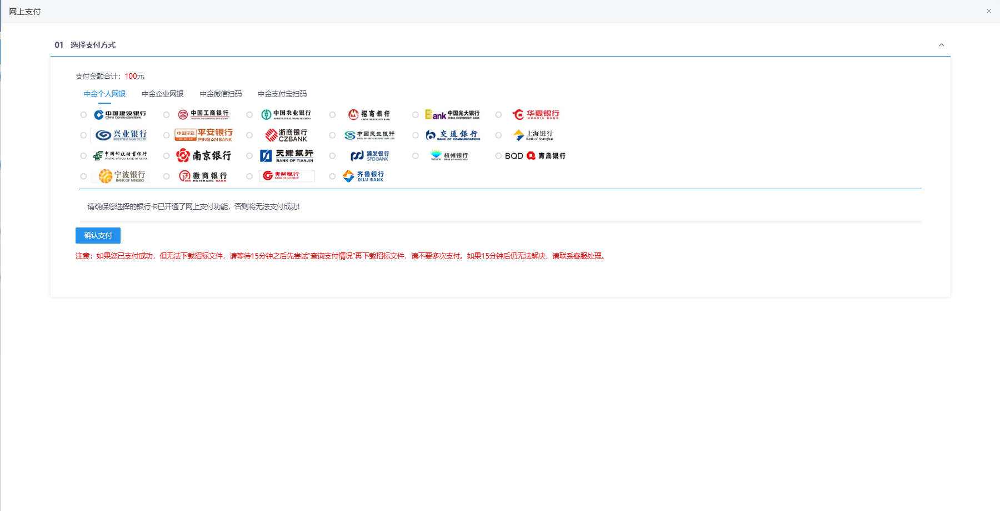 网上支付
01 选择支付方式
支付金额合计：100元
中金个人网银 中金企业网银 中金微信扫码 中金支付宝扫码
中国建设银行 China Construction Bank 中国工商银行 INDUSTRIAL AND COMMERCIAL BANK OF CHINA 中国农业银行 AGRICULTURAL BANK OF CHINA 招商银行 CHINA MERCHANTS BANK Bank 中国光大银行 CHINA EVERBRIGHT BANK 华夏银行 HUAXIA BANK
兴业银行 INDUSTRIAL BANK CO.,LTD. 中国平安 平安银行 PING AN BANK 浙商银行 CZBANK 中国民生银行 CHINA MINSHENG BANKING CORP., LTD. 交通银行 BANK OF COMMUNICATIONS 上海银行 Bank of Shanghai
中国邮政储蓄银行 POSTAL SAVINGS BANK OF CHINA 南京银行 天津银行 BANK OF TIANJIN 浦发银行 SPD BANK 杭州银行 BANK OF HANGZHOU BQD 青岛银行
宁波银行 BANK OF NINGBO 徽商银行 HUISHANG BANK 贵州银行 BANK OF GUIZHOU 齐鲁银行 QILU BANK
请确保您选择的银行卡已开通了网上支付功能，否则将无法支付成功!
确认支付
注意：如果您已支付成功，但无法下载招标文件，请等待15分钟之后先尝试“查询支付情况”再下载招标文件，请不要多次支付。如果15分钟后仍无法解决，请联系客服处理。